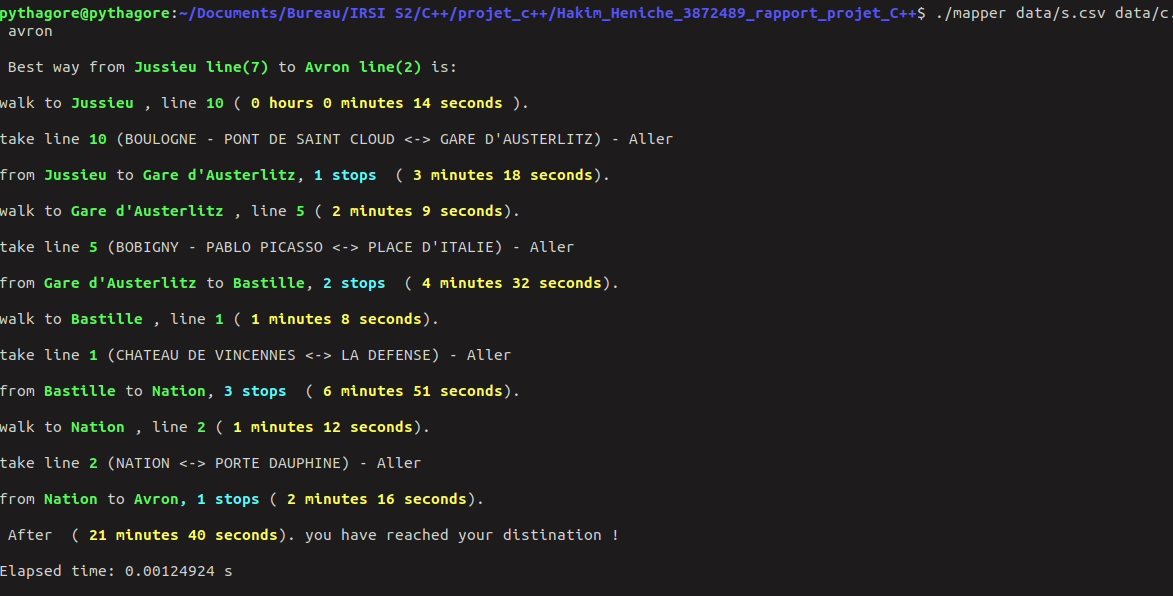 pythagore@pythagore:~/Documents/Bureau/IRSI S2/C++/projet_c++/Hakim_Heniche_3872489_rapport_projet_C++$ ./mapper data/s.csv data/c.
avron
Best way from Jussieu line(7) to Avron line(2) is:
walk to Jussieu , line 10 ( 0 hours 0 minutes 14 seconds ).
take line 10 (BOULOGNE - PONT DE SAINT CLOUD <-> GARE D'AUSTERLITZ) - Aller
from Jussieu to Gare d'Austerlitz, 1 stops  ( 3 minutes 18 seconds).
walk to Gare d'Austerlitz , line 5 ( 2 minutes 9 seconds).
take line 5 (BOBIGNY - PABLO PICASSO <-> PLACE D'ITALIE) - Aller
from Gare d'Austerlitz to Bastille, 2 stops  ( 4 minutes 32 seconds).
walk to Bastille , line 1 ( 1 minutes 8 seconds).
take line 1 (CHATEAU DE VINCENNES <-> LA DEFENSE) - Aller
from Bastille to Nation, 3 stops  ( 6 minutes 51 seconds).
walk to Nation , line 2 ( 1 minutes 12 seconds).
take line 2 (NATION <-> PORTE DAUPHINE) - Aller
from Nation to Avron, 1 stops ( 2 minutes 16 seconds).
After  ( 21 minutes 40 seconds). you have reached your distination !
Elapsed time: 0.00124924 s